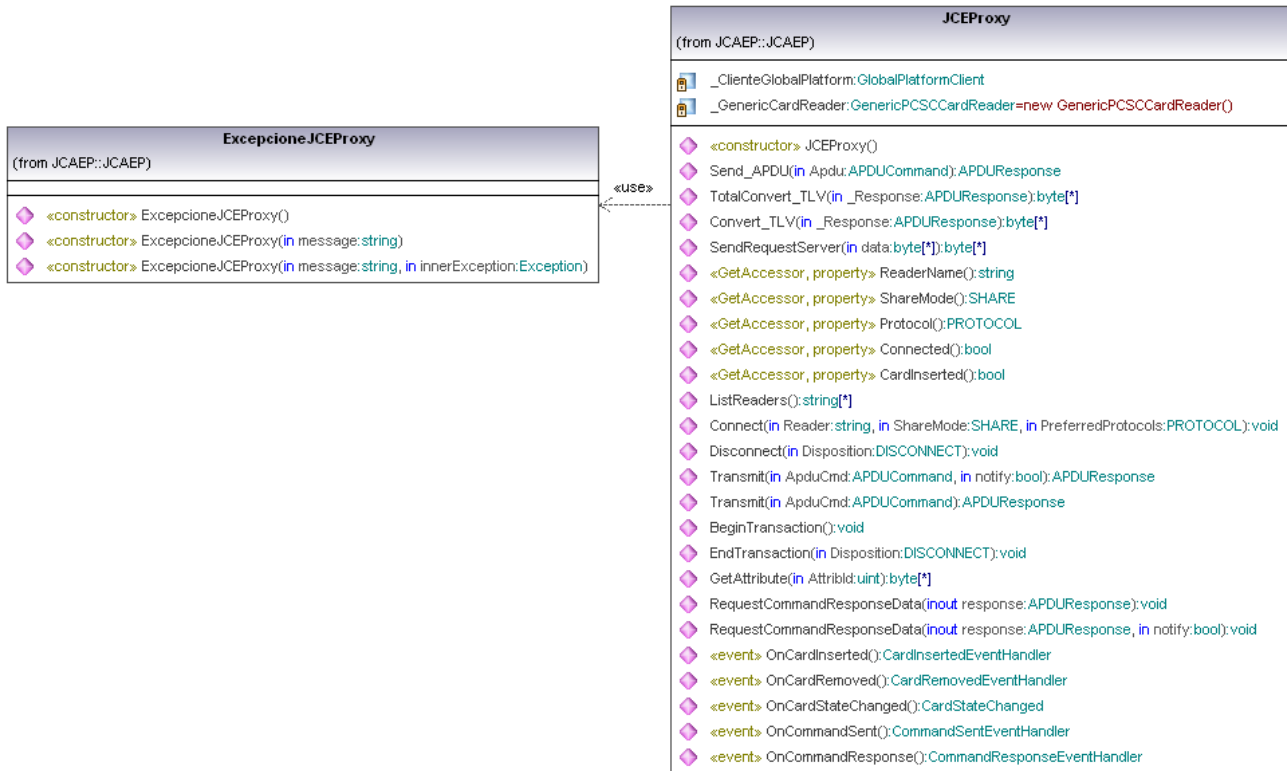 ExcepcioneJCEProxy
(from JCAEP::JCAEP)
«constructor» ExcepcioneJCEProxy()
«constructor» ExcepcioneJCEProxy(in message:string)
«constructor» ExcepcioneJCEProxy(in message:string, in innerException:Exception)
«use»
JCEProxy
(from JCAEP::JCAEP)
_ClienteGlobalPlatform:GlobalPlatformClient
_GenericCardReader:GenericPCSCCardReader=new GenericPCSCCardReader()
«constructor» JCEProxy()
Send_APDU(in Apdu:APDUCommand):APDUResponse
TotalConvert_TLV(in _Response:APDUResponse):byte[*]
Convert_TLV(in _Response:APDUResponse):byte[*]
SendRequestServer(in data:byte[*]):byte[*]
«GetAccessor, property» ReaderName():string
«GetAccessor, property» ShareMode():SHARE
«GetAccessor, property» Protocol():PROTOCOL
«GetAccessor, property» Connected():bool
«GetAccessor, property» CardInserted():bool
ListReaders():string[*]
Connect(in Reader:string, in ShareMode:SHARE, in PreferredProtocols:PROTOCOL):void
Disconnect(in Disposition:DISCONNECT):void
Transmit(in ApduCmd:APDUCommand, in notify:bool):APDUResponse
Transmit(in ApduCmd:APDUCommand):APDUResponse
BeginTransaction():void
EndTransaction(in Disposition:DISCONNECT):void
GetAttribute(in AttribId:uint):byte[*]
RequestCommandResponseData(inout response:APDUResponse):void
RequestCommandResponseData(inout response:APDUResponse, in notify:bool):void
«event» OnCardInserted():CardInsertedEventHandler
«event» OnCardRemoved():CardRemovedEventHandler
«event» OnCardStateChanged():CardStateChanged
«event» OnCommandSent():CommandSentEventHandler
«event» OnCommandResponse():CommandResponseEventHandler